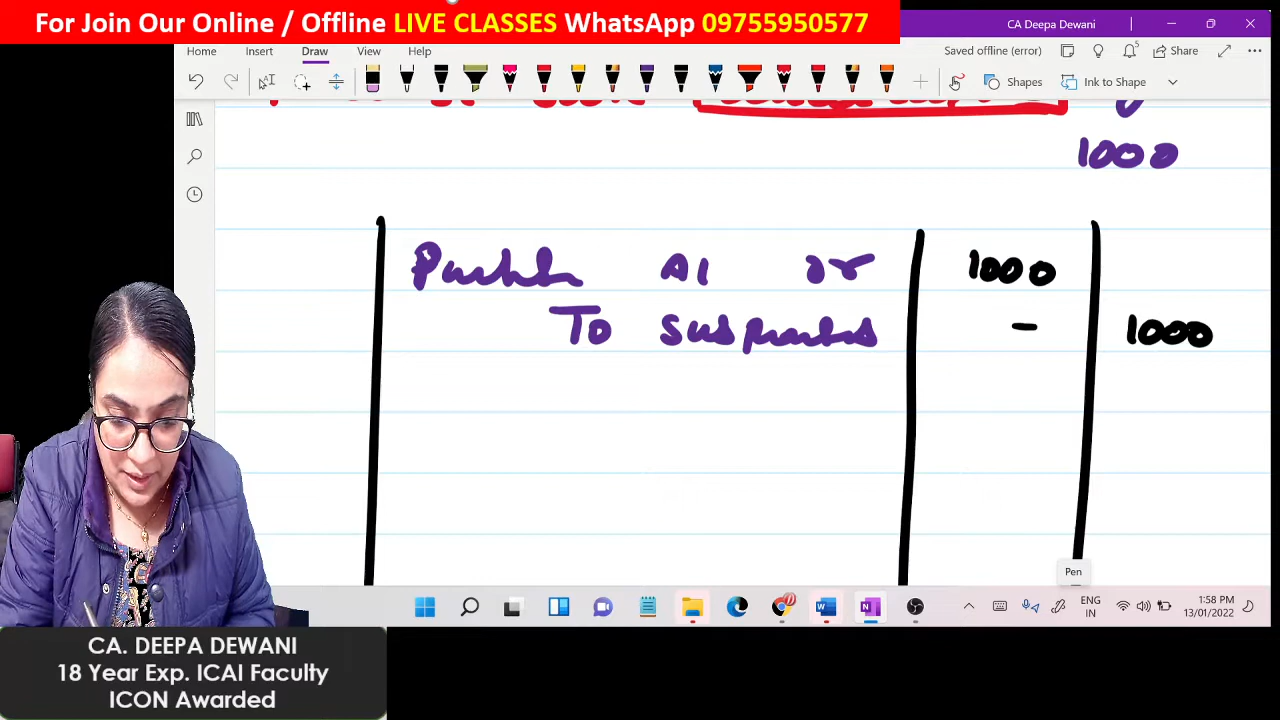 For Join Our Online / Offline LIVE CLASSES WhatsApp 09755950577
CA Deepa Dewani
Home Insert Draw View Help
Saved offline (error) Share
Shapes Ink to Shape
1000
A/ Dr 1000
To - 1000
Pen
ENG
IN
1:58 PM
13/01/2022
CA. DEEPA DEWANI
18 Year Exp. ICAI Faculty
ICON Awarded